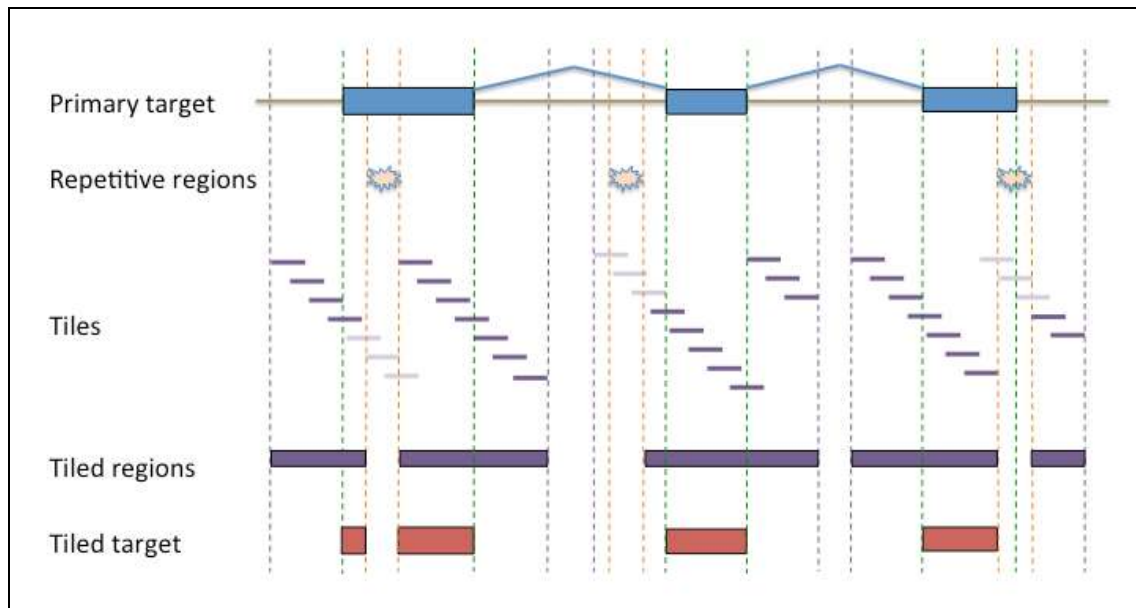 Primary target
Repetitive regions
Tiles
Tiled regions
Tiled target